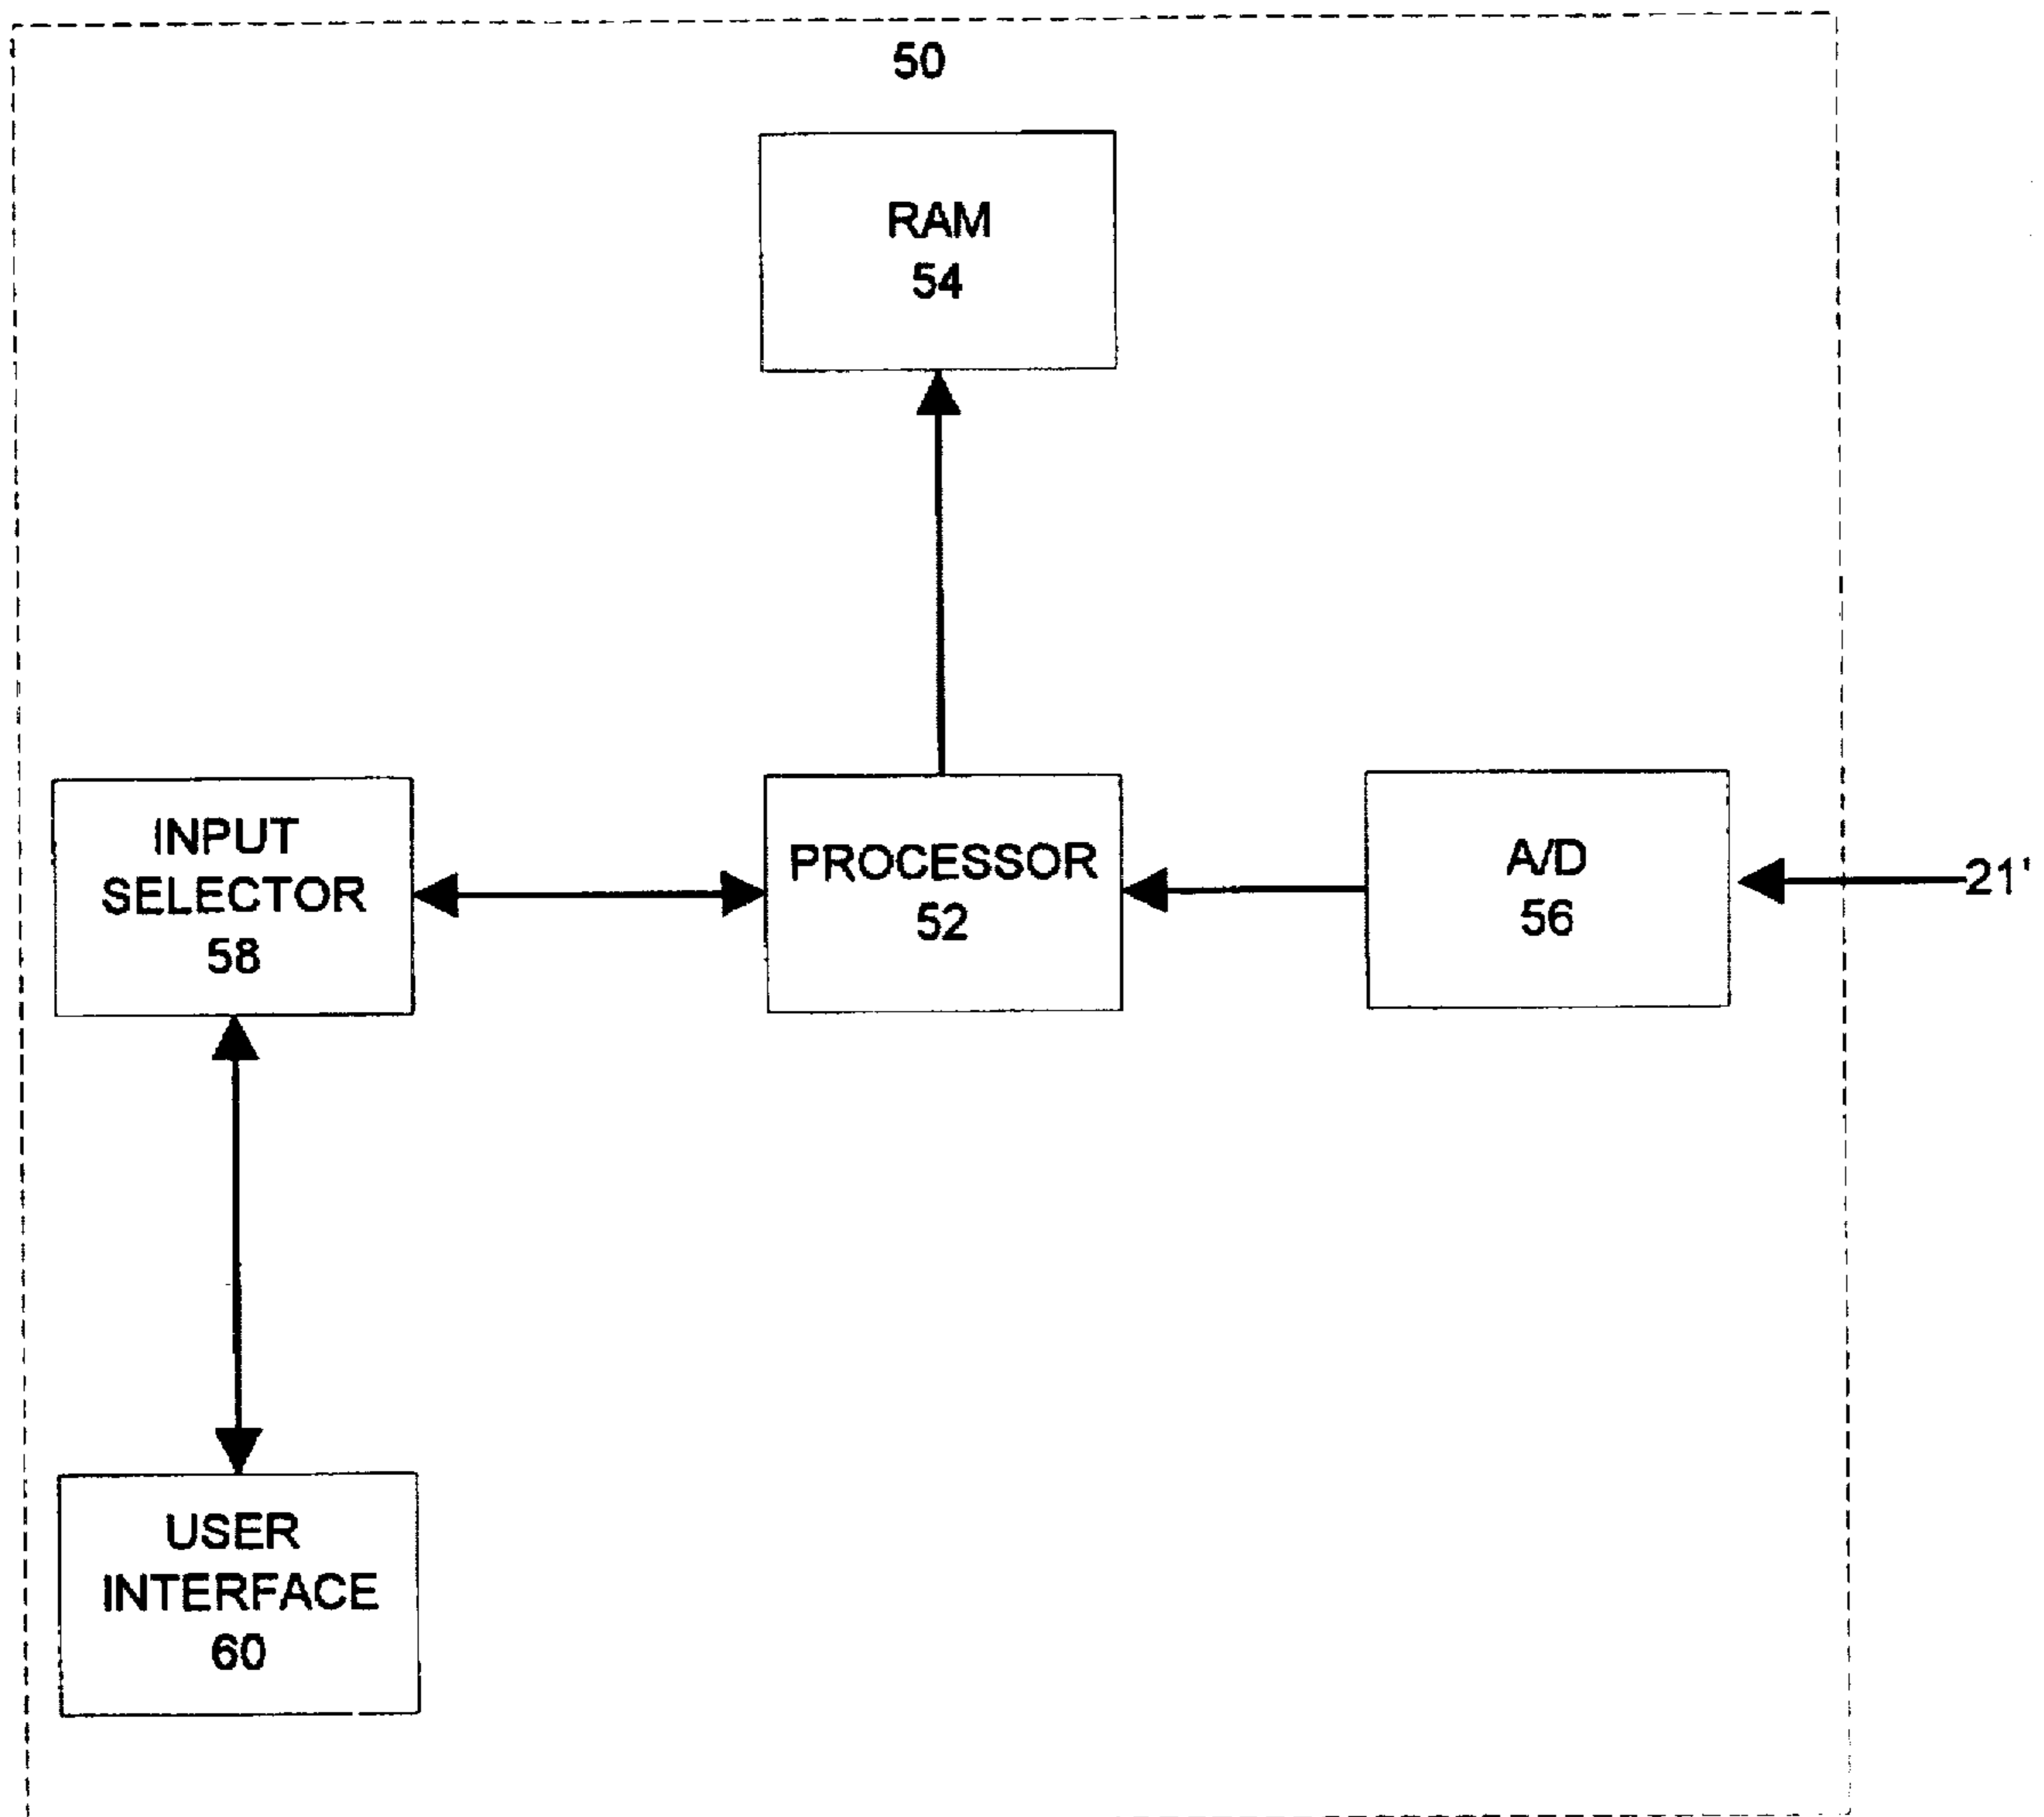 50
RAM
54
INPUT
SELECTOR
58
PROCESSOR
52
A/D
56
21'
USER
INTERFACE
60